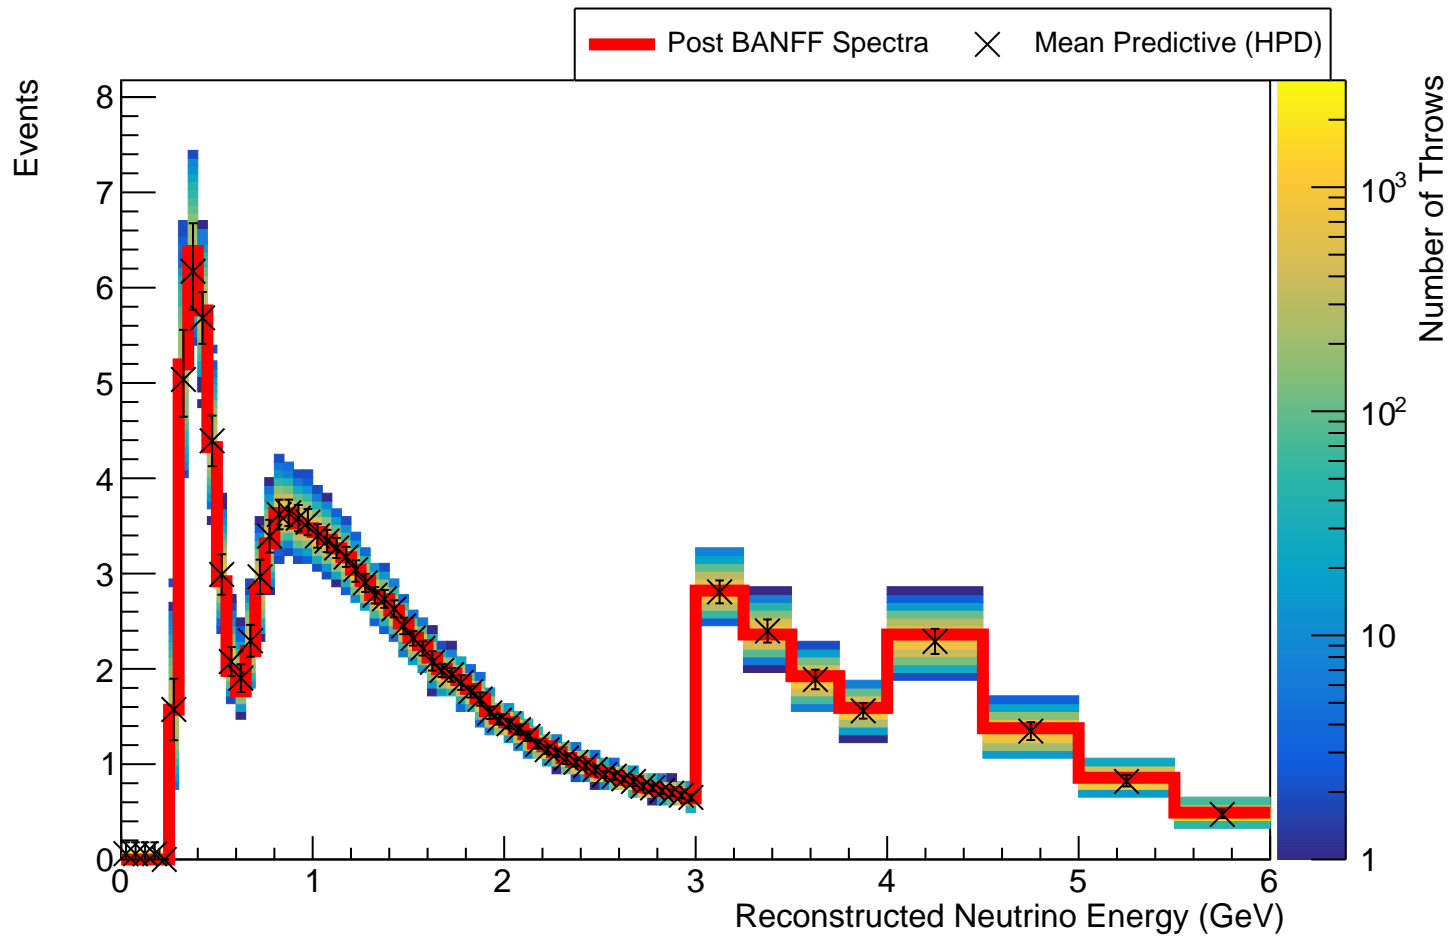 Post BANFF Spectra
Mean Predictive (HPD)
Events
8
7
6
5
4
3
2
1
0
0 1 2 3 4 5 6
Reconstructed Neutrino Energy (GeV)
10³
10²
10
1
Number of Throws